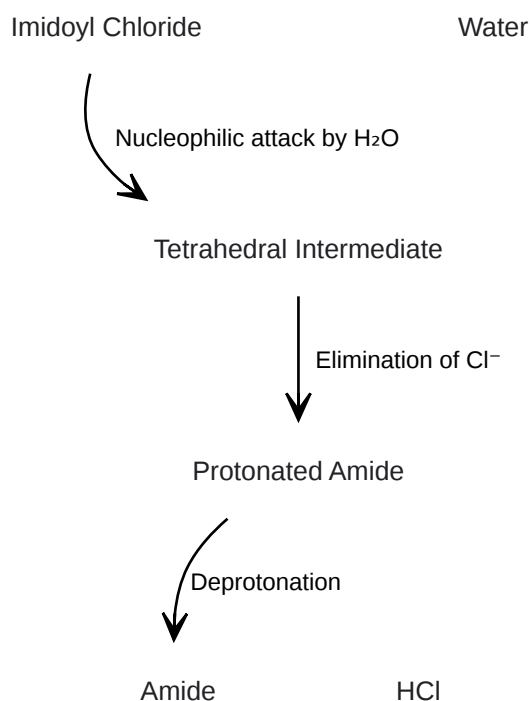 Imidoyl Chloride Water
Nucleophilic attack by H₂O
Tetrahedral Intermediate
Elimination of Cl⁻
Protonated Amide
Deprotonation
Amide HCl